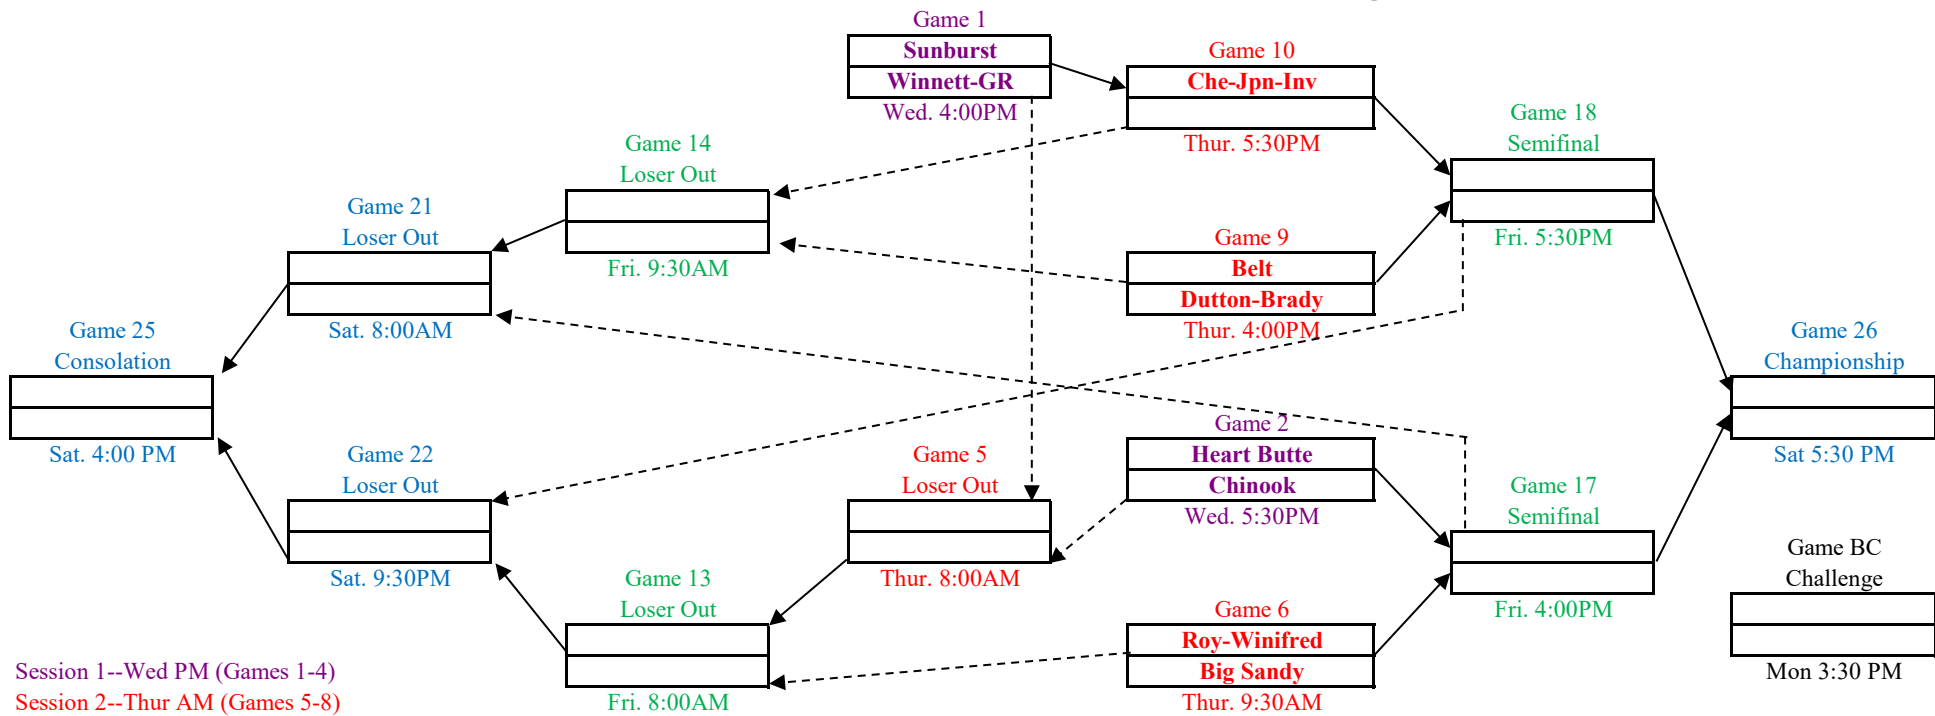 Game 1
Sunburst
Winnett-GR
Wed. 4:00PM
Game 10
Che-Jpn-Inv
Thur. 5:30PM
Game 18
Semifinal
Fri. 5:30PM
Game 14
Loser Out
Fri. 9:30AM
Game 21
Loser Out
Sat. 8:00AM
Game 9
Belt
Dutton-Brady
Thur. 4:00PM
Game 25
Consolation
Sat. 4:00 PM
Game 26
Championship
Sat 5:30 PM
Game 22
Loser Out
Sat. 9:30PM
Game 5
Loser Out
Thur. 8:00AM
Game 2
Heart Butte
Chinook
Wed. 5:30PM
Game 17
Semifinal
Fri. 4:00PM
Game 13
Loser Out
Fri. 8:00AM
Game 6
Roy-Winifred
Big Sandy
Thur. 9:30AM
Game BC
Challenge
Mon 3:30 PM
Session 1--Wed PM (Games 1-4)
Session 2--Thur AM (Games 5-8)